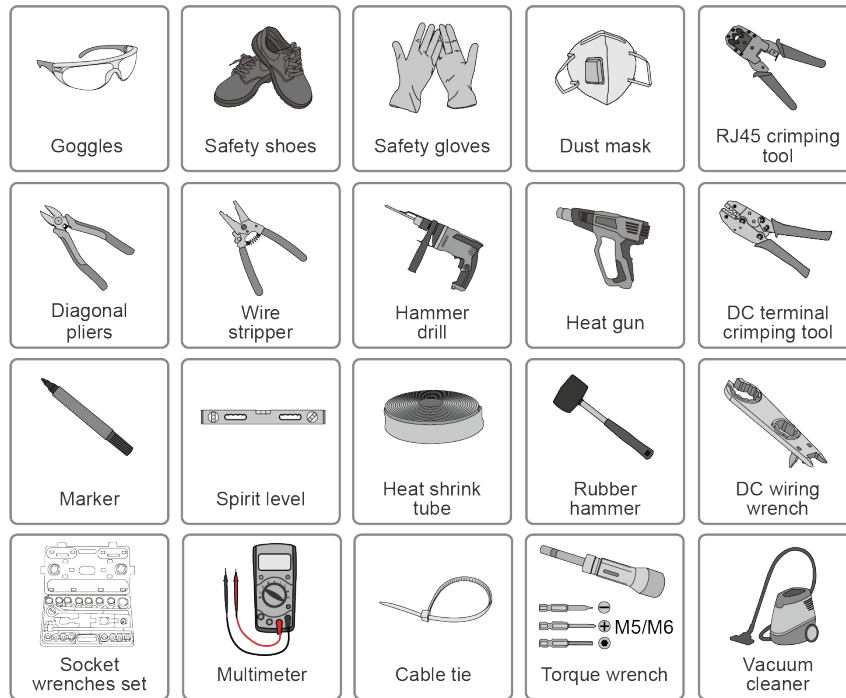 Goggles
Safety shoes
Safety gloves
Dust mask
RJ45 crimping
tool
Diagonal
pliers
Wire
stripper
Hammer
drill
Heat gun
DC terminal
crimping tool
Marker
Spirit level
Heat shrink
tube
Rubber
hammer
DC wiring
wrench
Socket
wrenches set
Multimeter
Cable tie
M5/M6
Torque wrench
Vacuum
cleaner